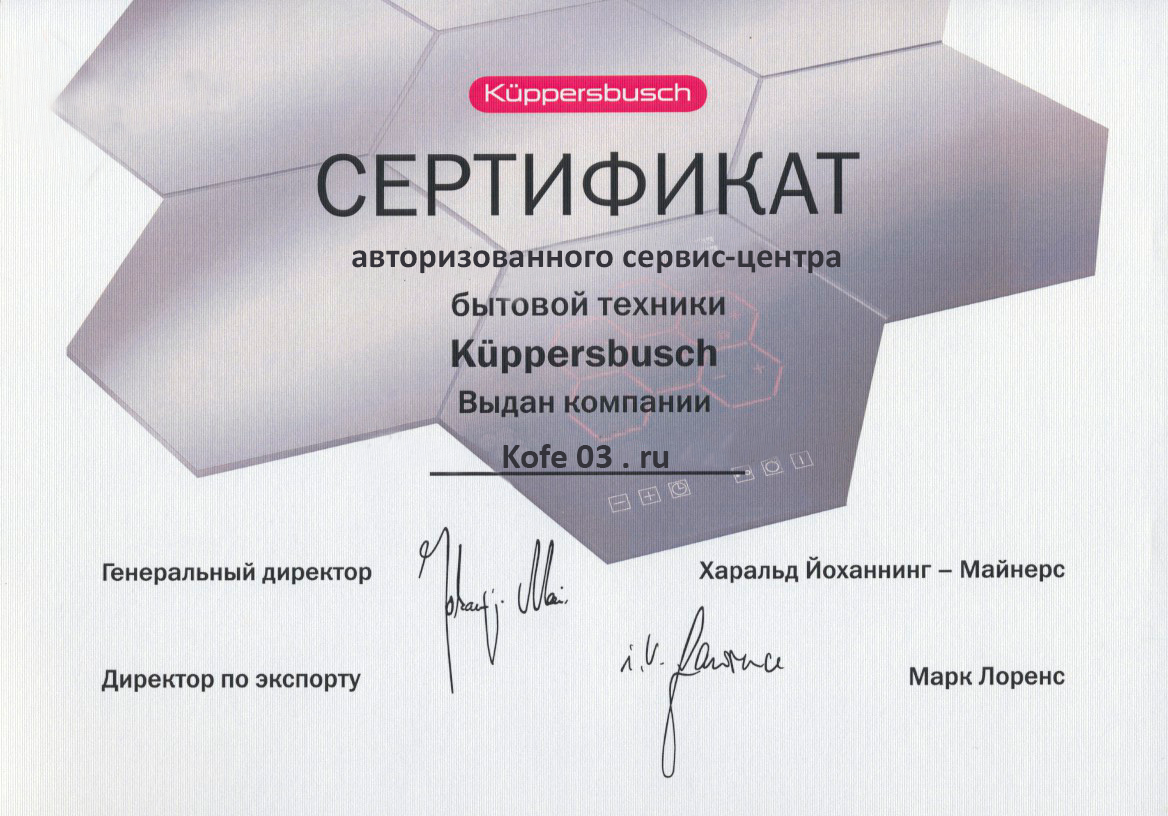 Küppersbusch
СЕРТИФИКАТ
авторизованного сервис-центра
бытовой техники
Küppersbusch
Выдан компании
Kofe 03 . ru
Генеральный директор
Харальд Йоханнинг – Майнерс
i.V. Lawrence
Директор по экспорту
Марк Лоренс